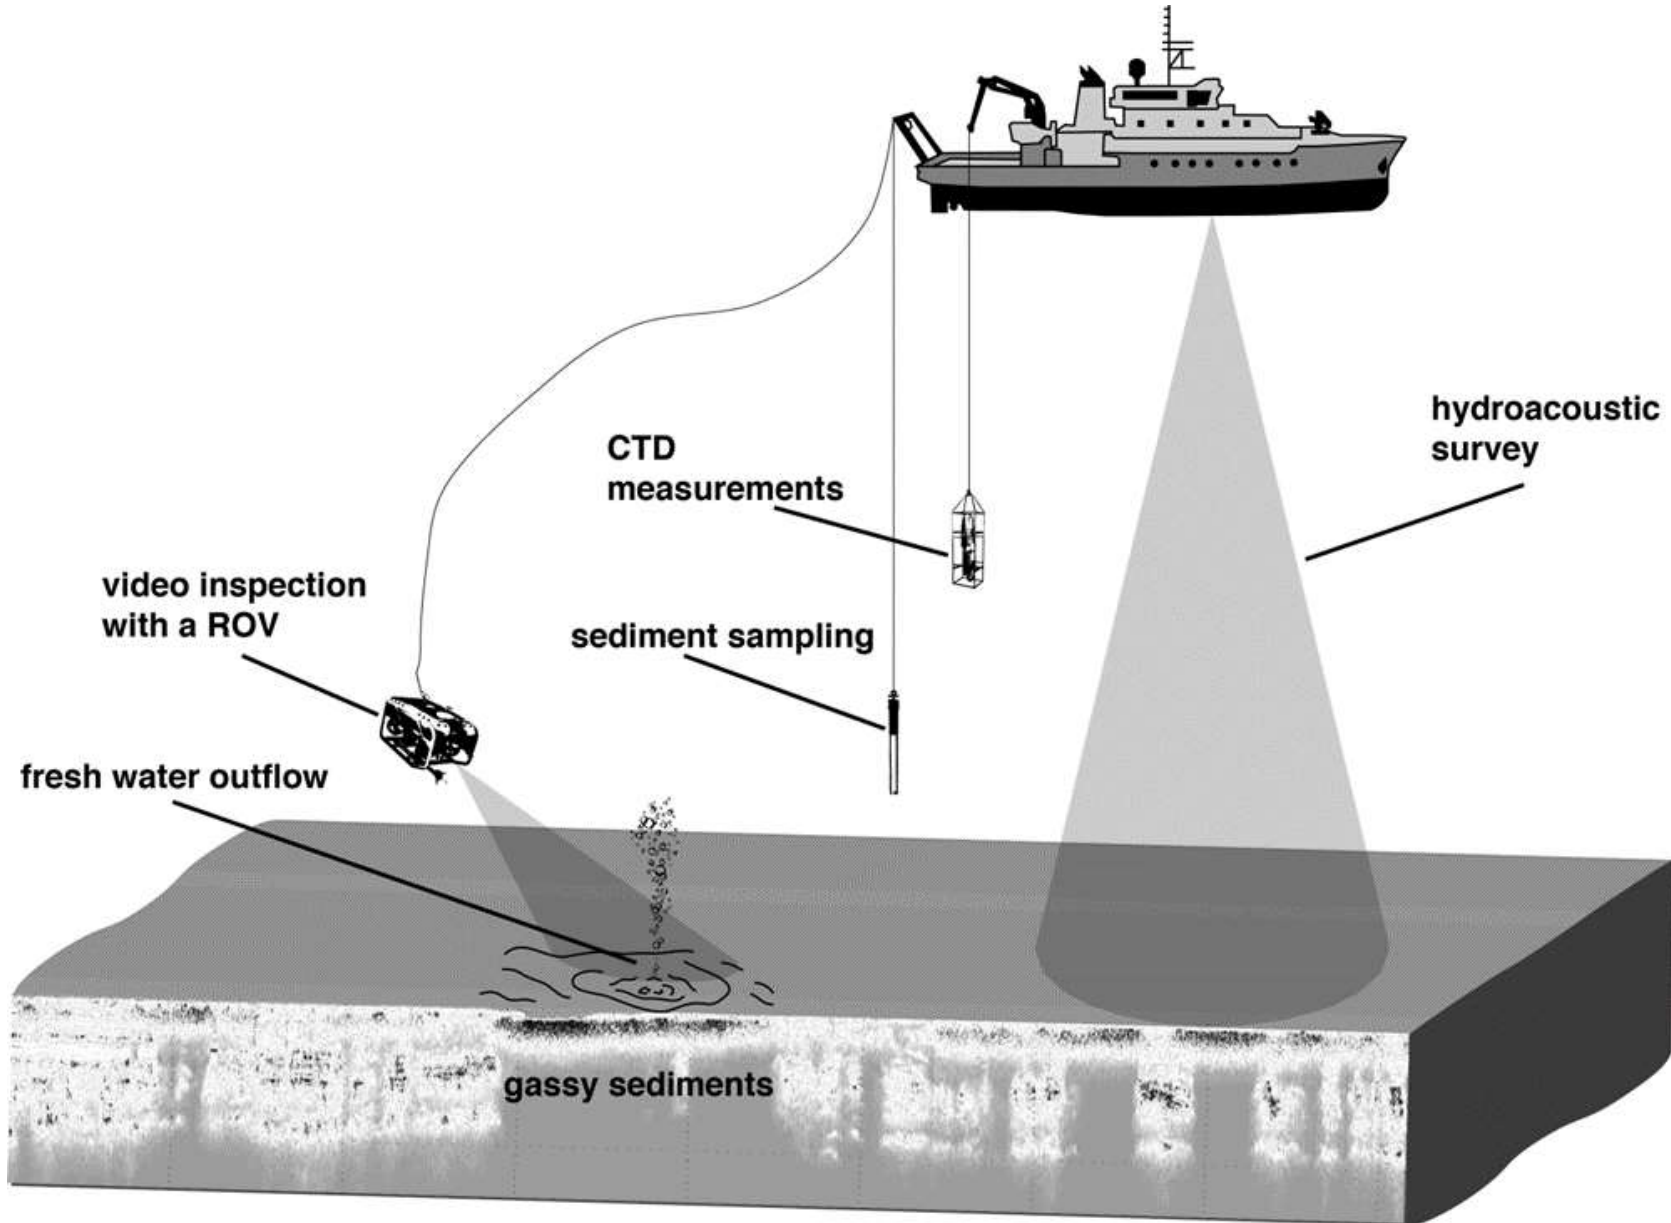 hydroacoustic
survey
CTD
measurements
video inspection
with a ROV
sediment sampling
fresh water outflow
gassy sediments